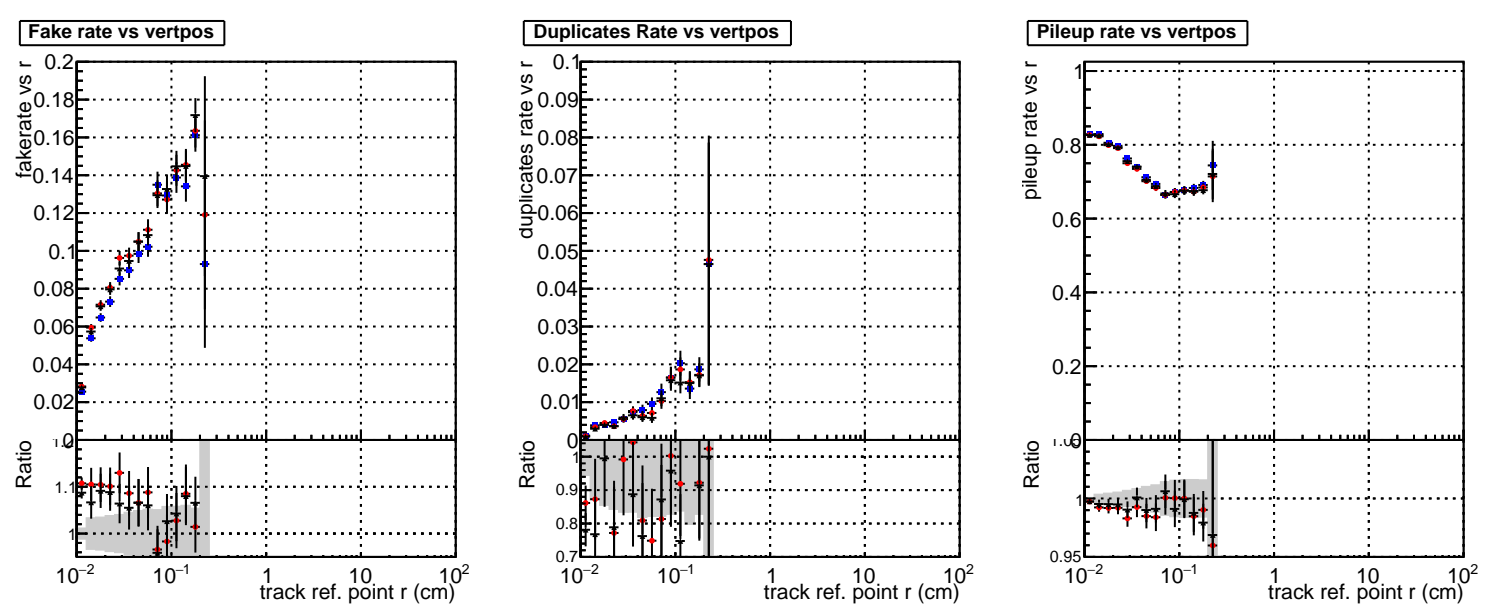 Fake rate vs vertpos
fakerate vs r
0.2
0.18
0.16
0.14
0.12
0.1
0.08
0.06
0.04
0.02
Ratio
1.1
1
10⁻² 10⁻¹ 1 10 10²
track ref. point r (cm)
Duplicates Rate vs vertpos
duplicates rate vs r
0.1
0.09
0.08
0.07
0.06
0.05
0.04
0.03
0.02
0.01
0
Ratio
1
0.9
0.8
0.7
10⁻² 10⁻¹ 1 10 10²
track ref. point r (cm)
Pileup rate vs vertpos
pileup rate vs r
1
0.8
0.6
0.4
0.2
Ratio
1
0.95
10⁻² 10⁻¹ 1 10 10²
track ref. point r (cm)